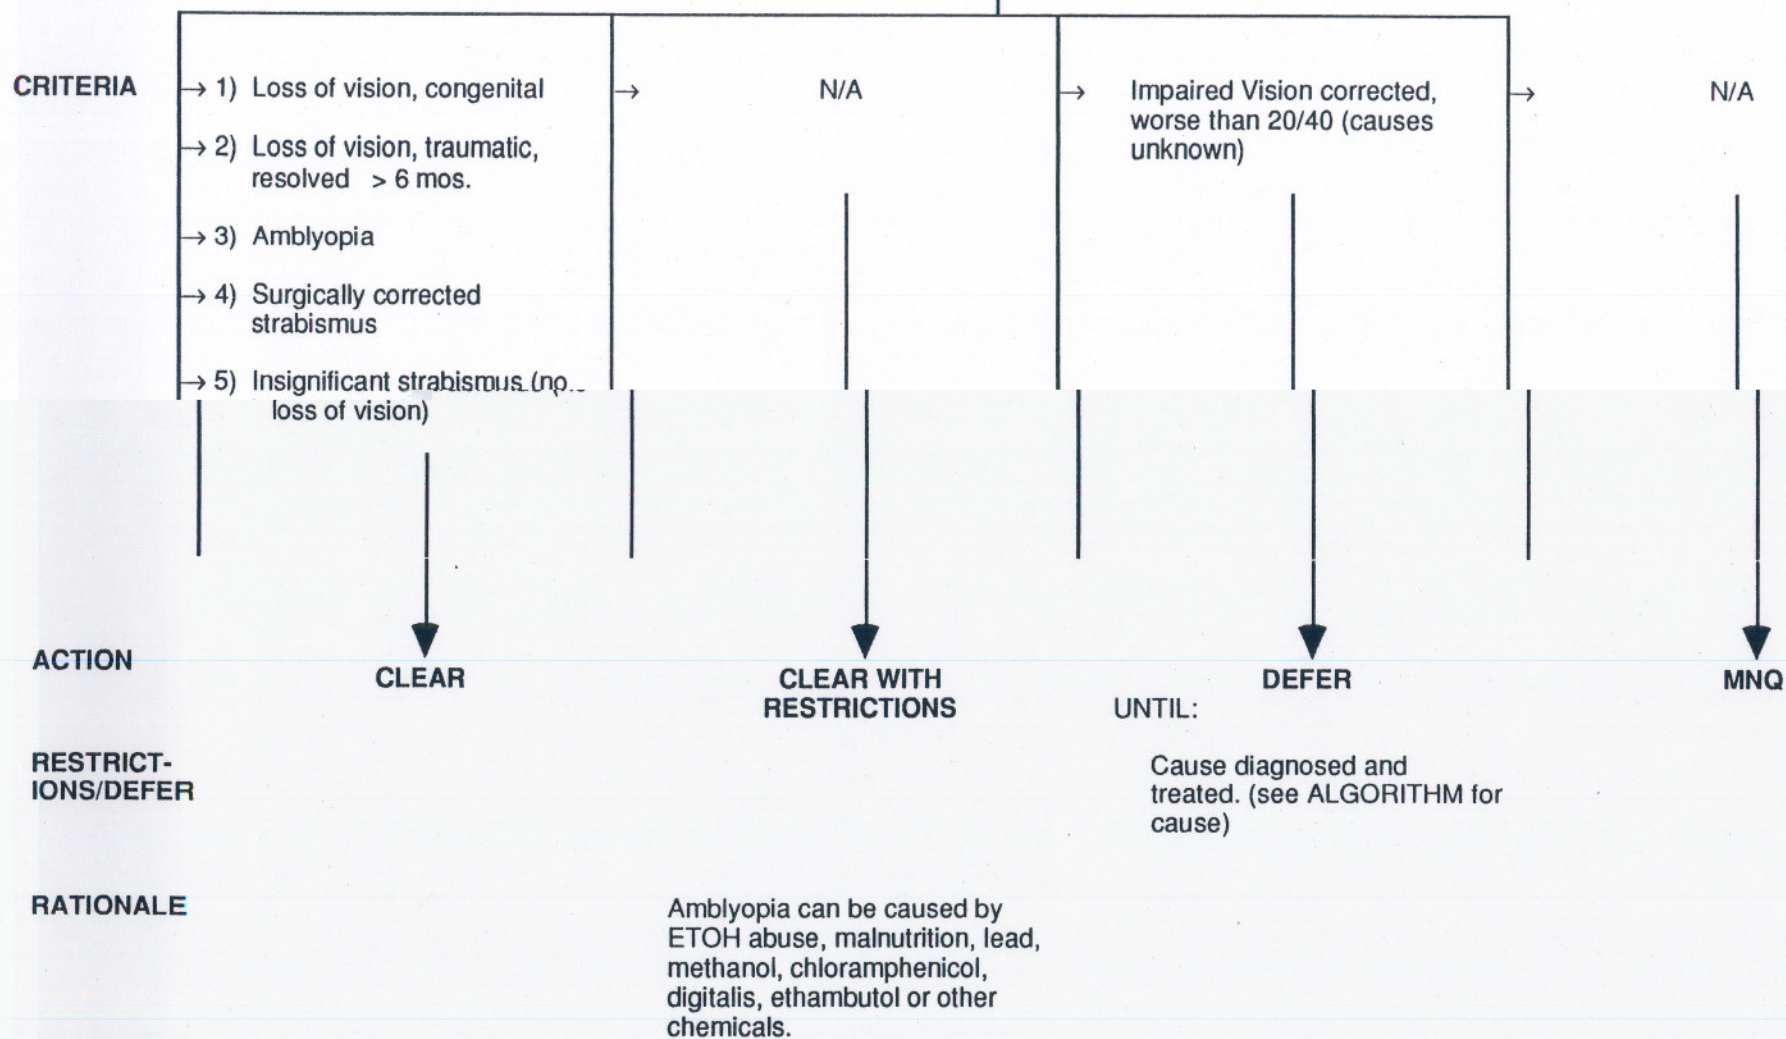 CRITERIA
→ 1) Loss of vision, congenital
→ 2) Loss of vision, traumatic,
resolved > 6 mos.
→ 3) Amblyopia
→ 4) Surgically corrected
strabismus
→ 5) Insignificant strabismus (no
loss of vision)
→ N/A
→ Impaired Vision corrected,
worse than 20/40 (causes
unknown)
→ N/A
ACTION
CLEAR
CLEAR WITH
RESTRICTIONS
DEFER
UNTIL:
MNQ
RESTRICT-
IONS/DEFER
Cause diagnosed and
treated. (see ALGORITHM for
cause)
RATIONALE
Amblyopia can be caused by
ETOH abuse, malnutrition, lead,
methanol, chloramphenicol,
digitalis, ethambutol or other
chemicals.